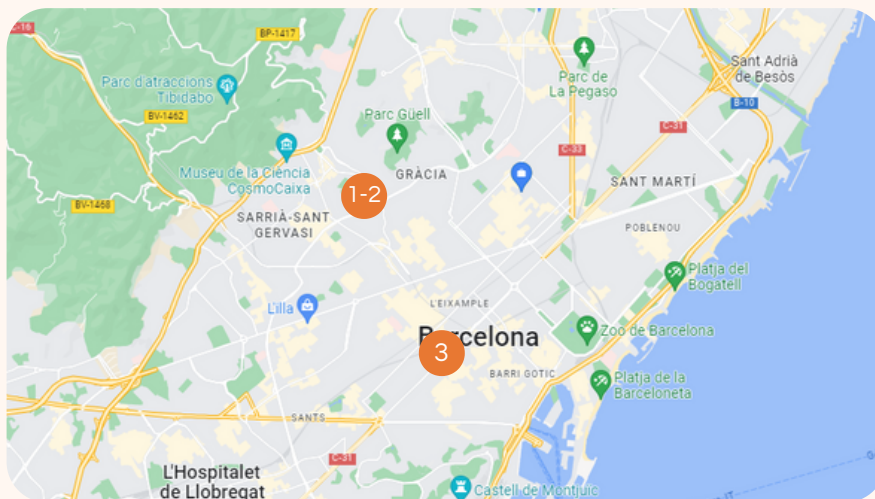 C-16
BP-1417
Parc d'atraccions
Tibidabo
BV-1462
Parc Güell
Parc de
La Pegaso
Sant Adrià
de Besòs
B-10
C-31
C-33
Museu de la Ciència
CosmoCaixa
GRÀCIA
1-2
SANT MARTÍ
BV-1468
SARRIÀ-SANT
GERVASI
POBLENOU
Platja del
Bogatell
L'illa
L'EIXAMPLE
Barcelona
3
Zoo de Barcelona
BARRI GOTIC
Platja de la
Barceloneta
SANTS
C-31
L'Hospitalet
de Llobregat
Castell de Montjuïc